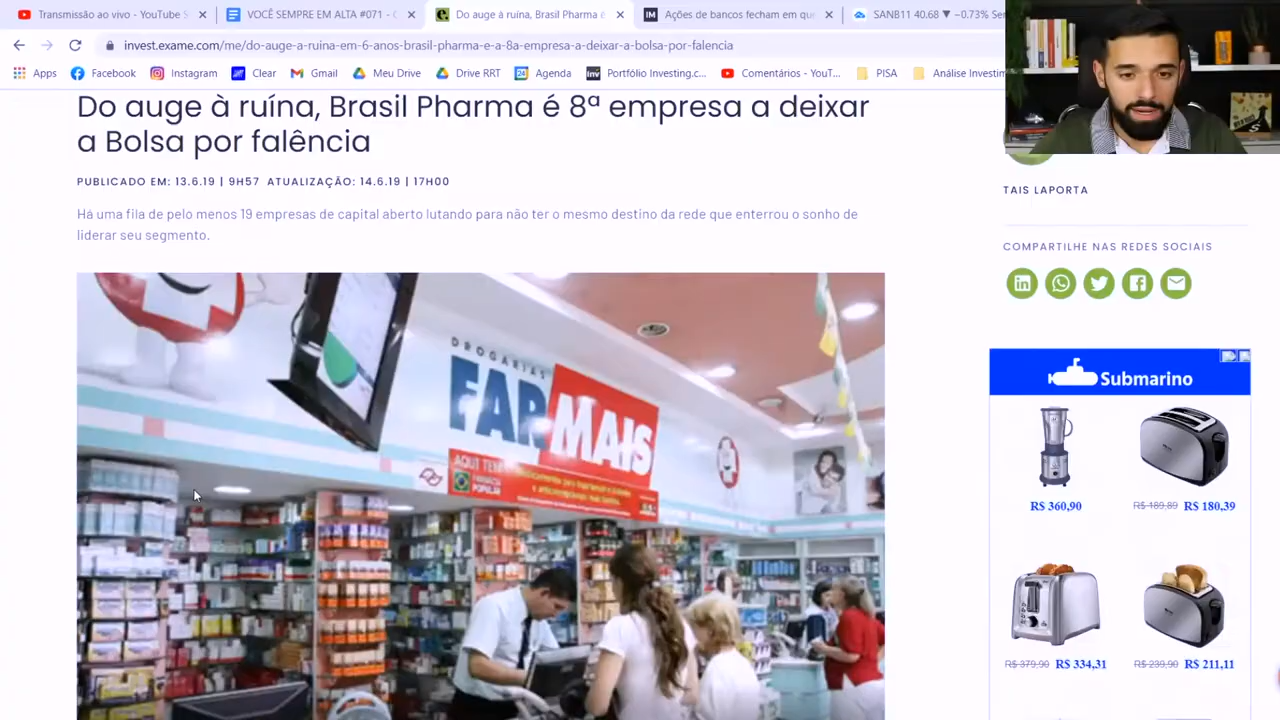 Transmissão ao vivo - YouTube S
VOCÊ SEMPRE EM ALTA #071 - G
Do auge à ruína, Brasil Pharma é
Ações de bancos fecham em que
SANB11 40.68 ▼ −0.73% Ser
invest.exame.com/me/do-auge-a-ruina-em-6-anos-brasil-pharma-e-a-8a-empresa-a-deixar-a-bolsa-por-falencia
Apps
Facebook
Instagram
Clear
Gmail
Meu Drive
Drive RRT
Agenda
Portfólio Investing.c...
Comentários - YouT...
PISA
Análise Investim
Do auge à ruína, Brasil Pharma é 8ª empresa a deixar
a Bolsa por falência
PUBLICADO EM: 13.6.19 | 9H57 ATUALIZAÇÃO: 14.6.19 | 17H00
Há uma fila de pelo menos 19 empresas de capital aberto lutando para não ter o mesmo destino da rede que enterrou o sonho de
liderar seu segmento.
DROGARIAS
FARMAIS
AQUI TEM
FARMÁCIA
POPULAR
TAIS LAPORTA
COMPARTILHE NAS REDES SOCIAIS
Submarino
R$ 360,90
R$ 189,89 R$ 180,39
R$ 379,90 R$ 334,31
R$ 239,90 R$ 211,11